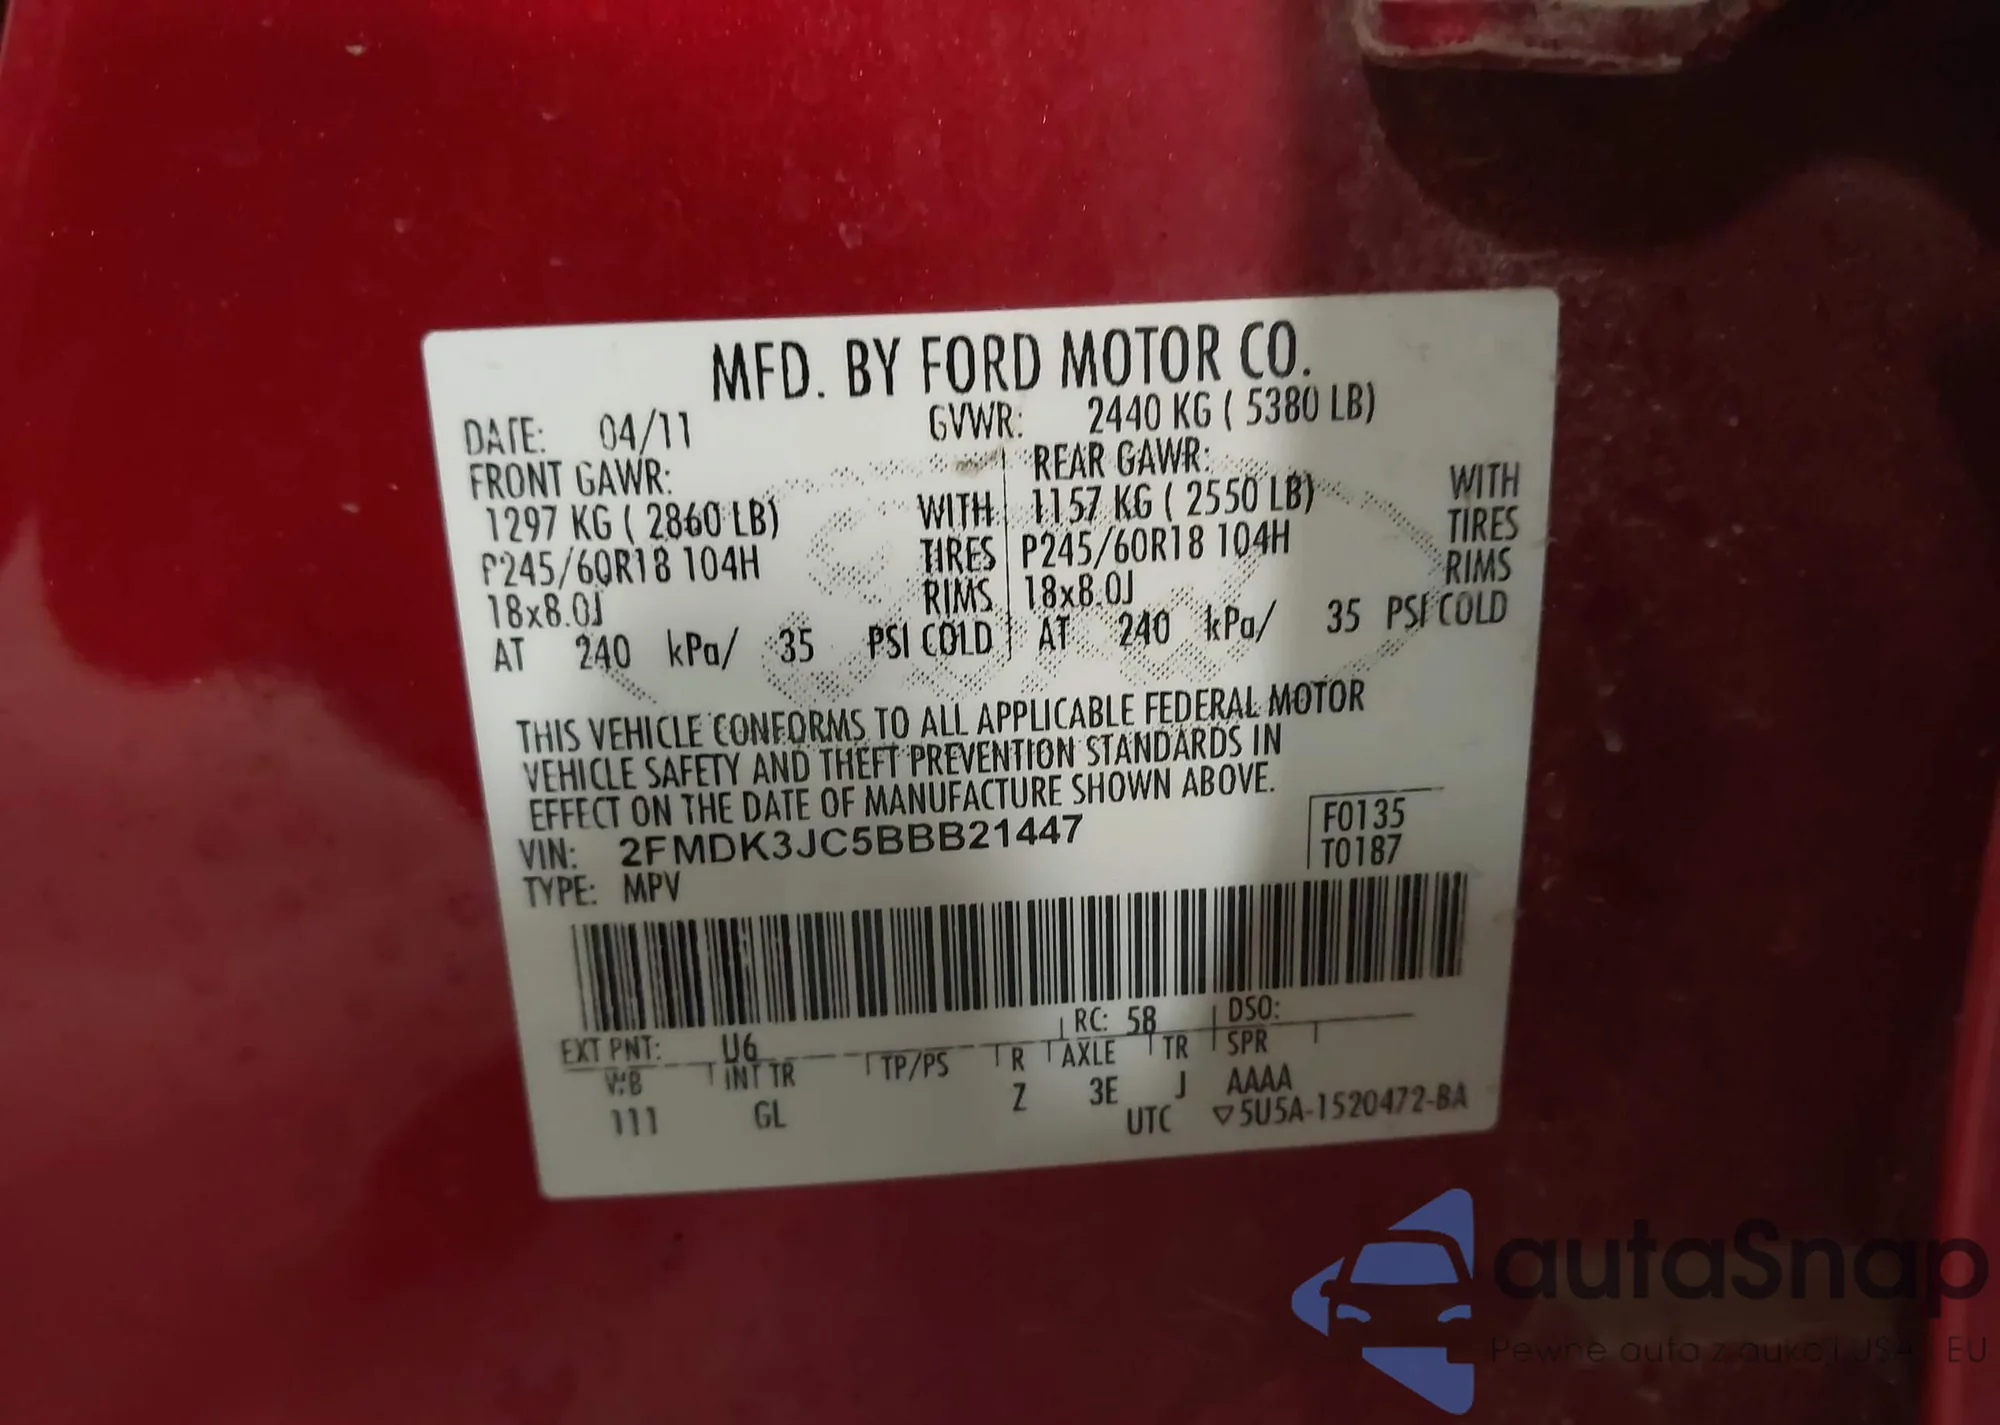 MFD. BY FORD MOTOR CO.
DATE: 04/11 GVWR: 2440 KG ( 5380 LB)
FRONT GAWR: REAR GAWR:
1297 KG ( 2860 LB) WITH 1157 KG ( 2550 LB) WITH
P245/60R18 104H TIRES P245/60R18 104H TIRES
18x8.0J RIMS 18x8.0J RIMS
AT 240 kPa/ 35 PSI COLD AT 240 kPa/ 35 PSI COLD
THIS VEHICLE CONFORMS TO ALL APPLICABLE FEDERAL MOTOR
VEHICLE SAFETY AND THEFT PREVENTION STANDARDS IN
EFFECT ON THE DATE OF MANUFACTURE SHOWN ABOVE.
VIN: 2FMDK3JC5BBB21447 F0135
TYPE: MPV T0187
EXT PNT: U6 RC: 58 DSO:
WB INT TR TP/PS R AXLE TR SPR
111 GL Z 3E J AAAA
UTC ▽5U5A-1520472-BA
autaSnap
Pewne auto z aukcji USA EU